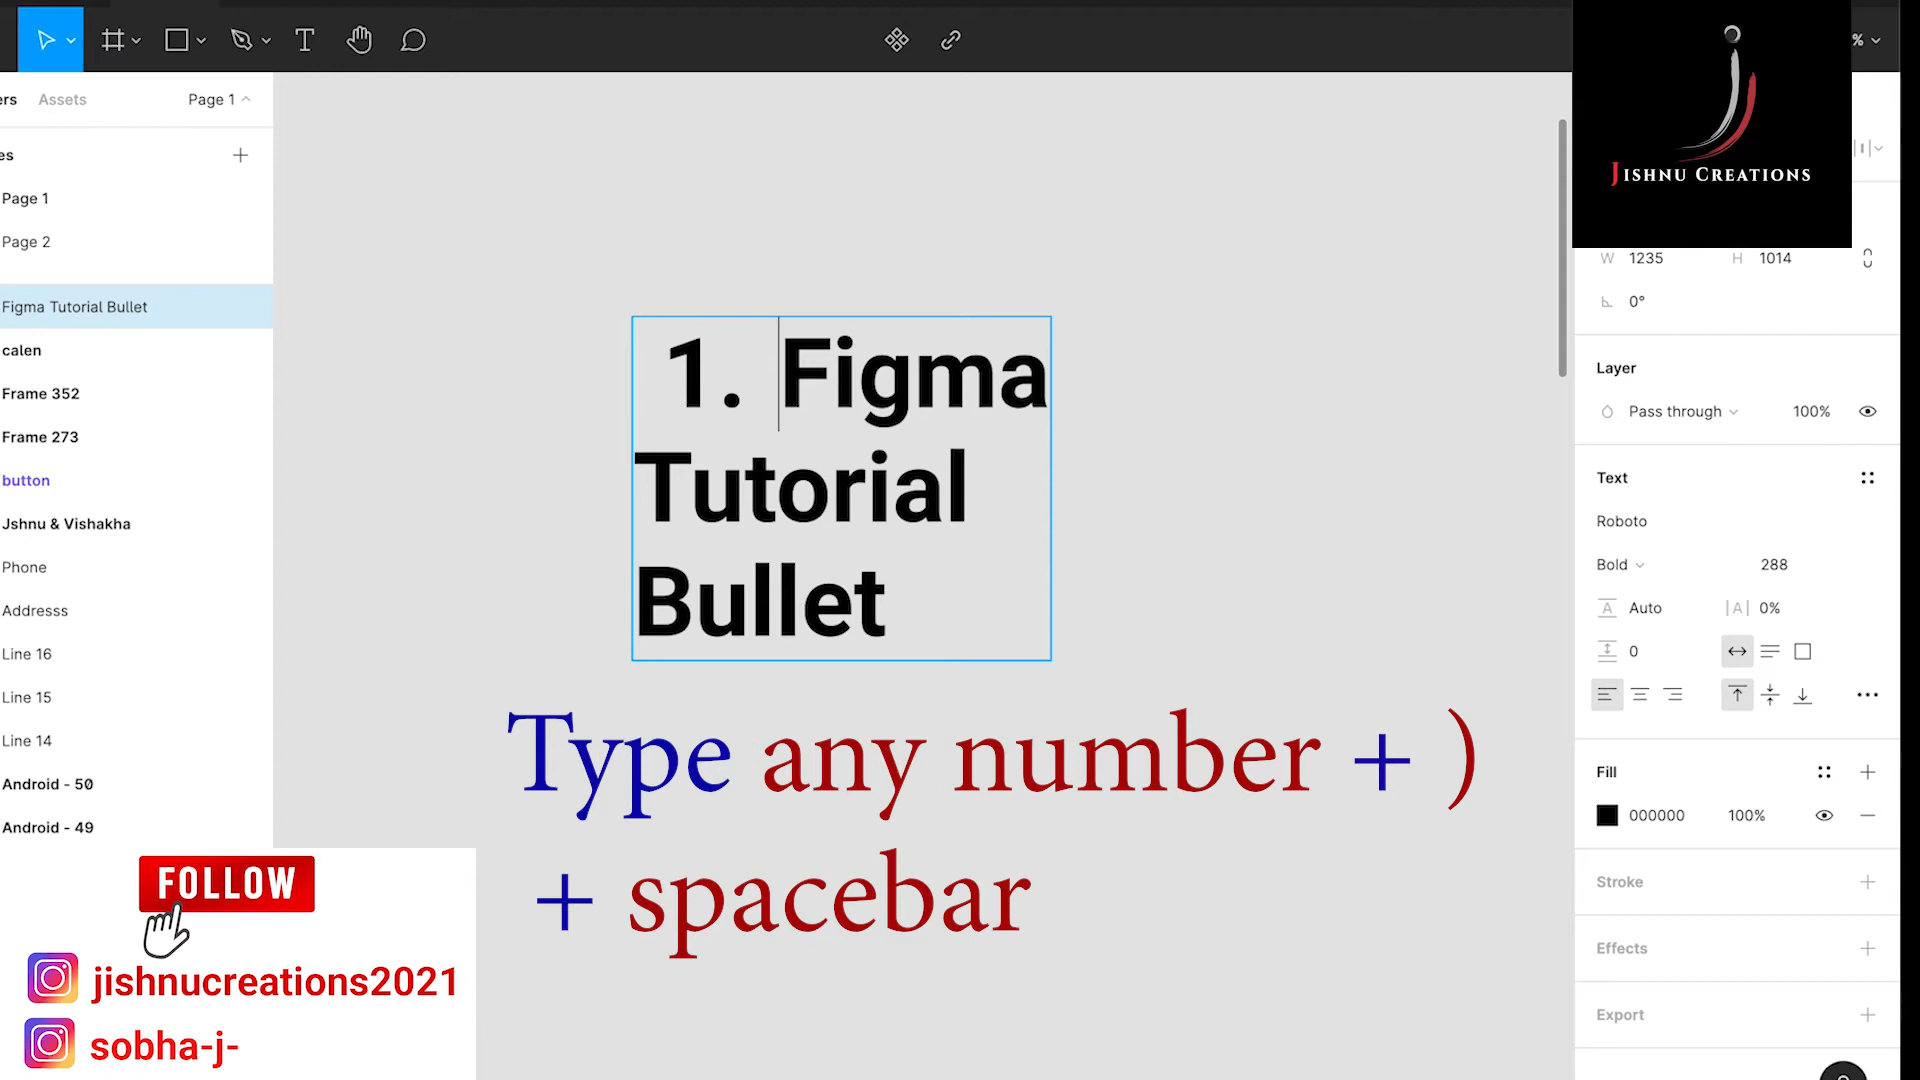 ers
Assets
Page 1
%
es
Page 1
Page 2
Figma Tutorial Bullet
calen
Frame 352
Frame 273
button
Jshnu & Vishakha
Phone
Addresss
Line 16
Line 15
Line 14
Android - 50
Android - 49
1. Figma
Tutorial
Bullet
Type any number + )
+ spacebar
FOLLOW
jishnucreations2021
sobha-j-
JISHNU CREATIONS
W 1235 H 1014
0°
Layer
Pass through 100%
Text
Roboto
Bold 288
A Auto |A| 0%
0
Fill
000000 100%
Stroke
Effects
Export